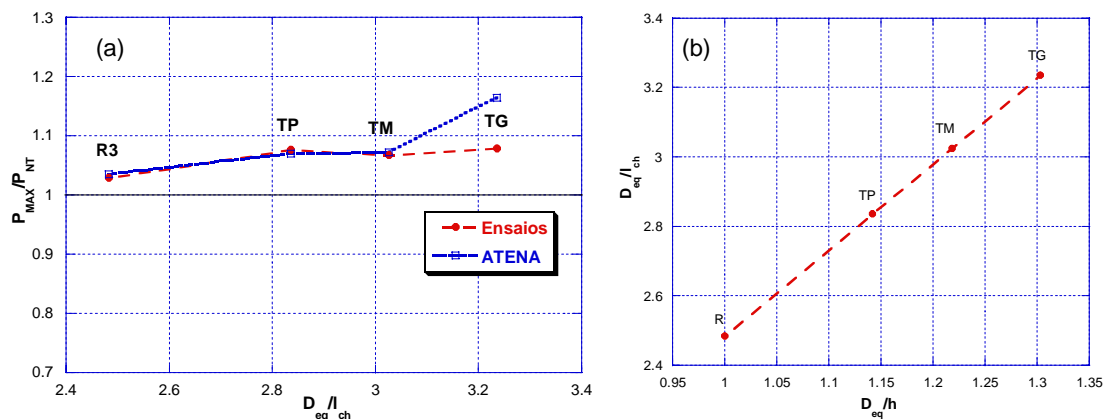 (a)
1.3
1.2
1.1
1
0.9
0.8
0.7
P_MAX/P_NT
R3
TP
TM
TG
Ensaios
ATENA
2.4 2.6 2.8 3 3.2 3.4
D_eq/l_ch
(b)
3.4
3.2
3
2.8
2.6
2.4
D_eq/l_ch
TG
TM
TP
R
0.95 1 1.05 1.1 1.15 1.2 1.25 1.3 1.35
D_eq/h